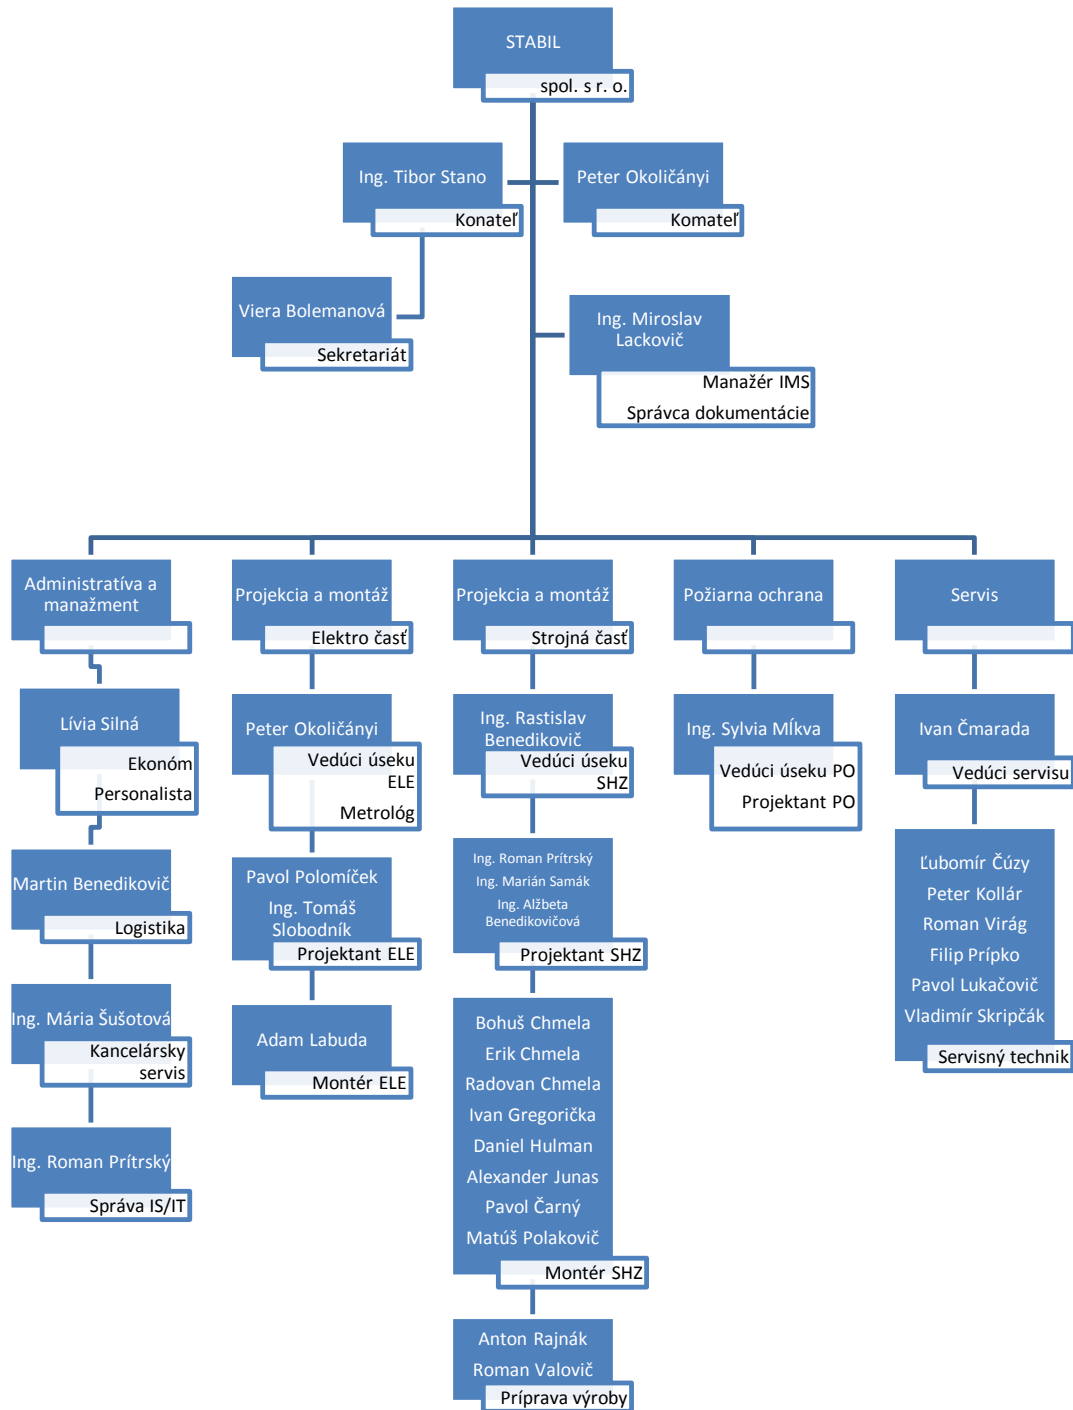 STABIL
spol. s r. o.
Ing. Tibor Stano
Konateľ
Peter Okoličányi
Komateľ
Viera Bolemanová
Sekretariát
Ing. Miroslav
Lackovič
Manažér IMS
Správca dokumentácie
Administratíva a
manažment
Lívia Silná
Ekonóm
Personalista
Martin Benedikovič
Logistika
Ing. Mária Šušotová
Kancelársky
servis
Ing. Roman Prítrský
Správa IS/IT
Projekcia a montáž
Elektro časť
Peter Okoličányi
Vedúci úseku
ELE
Metrológ
Pavol Polomíček
Ing. Tomáš
Slobodník
Projektant ELE
Adam Labuda
Montér ELE
Projekcia a montáž
Strojná časť
Ing. Rastislav
Benedikovič
Vedúci úseku
SHZ
Ing. Roman Prítrský
Ing. Marián Samák
Ing. Alžbeta
Benedikovičová
Projektant SHZ
Bohuš Chmela
Erik Chmela
Radovan Chmela
Ivan Gregorička
Daniel Hulman
Alexander Junas
Pavol Čarný
Matúš Polakovič
Montér SHZ
Anton Rajnák
Roman Valovič
Príprava výroby
Požiarna ochrana
Ing. Sylvia Mĺkva
Vedúci úseku PO
Projektant PO
Servis
Ivan Čmarada
Vedúci servisu
Ľubomír Čúzy
Peter Kollár
Roman Virág
Filip Prípko
Pavol Lukačovič
Vladimír Skripčák
Servisný technik